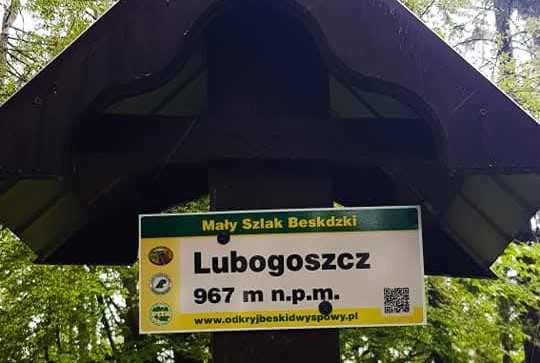 Mały Szlak Beskdzki
Lubogoszcz
967 m n.p.m.
www.odkryjbeskidwyspowy.pl